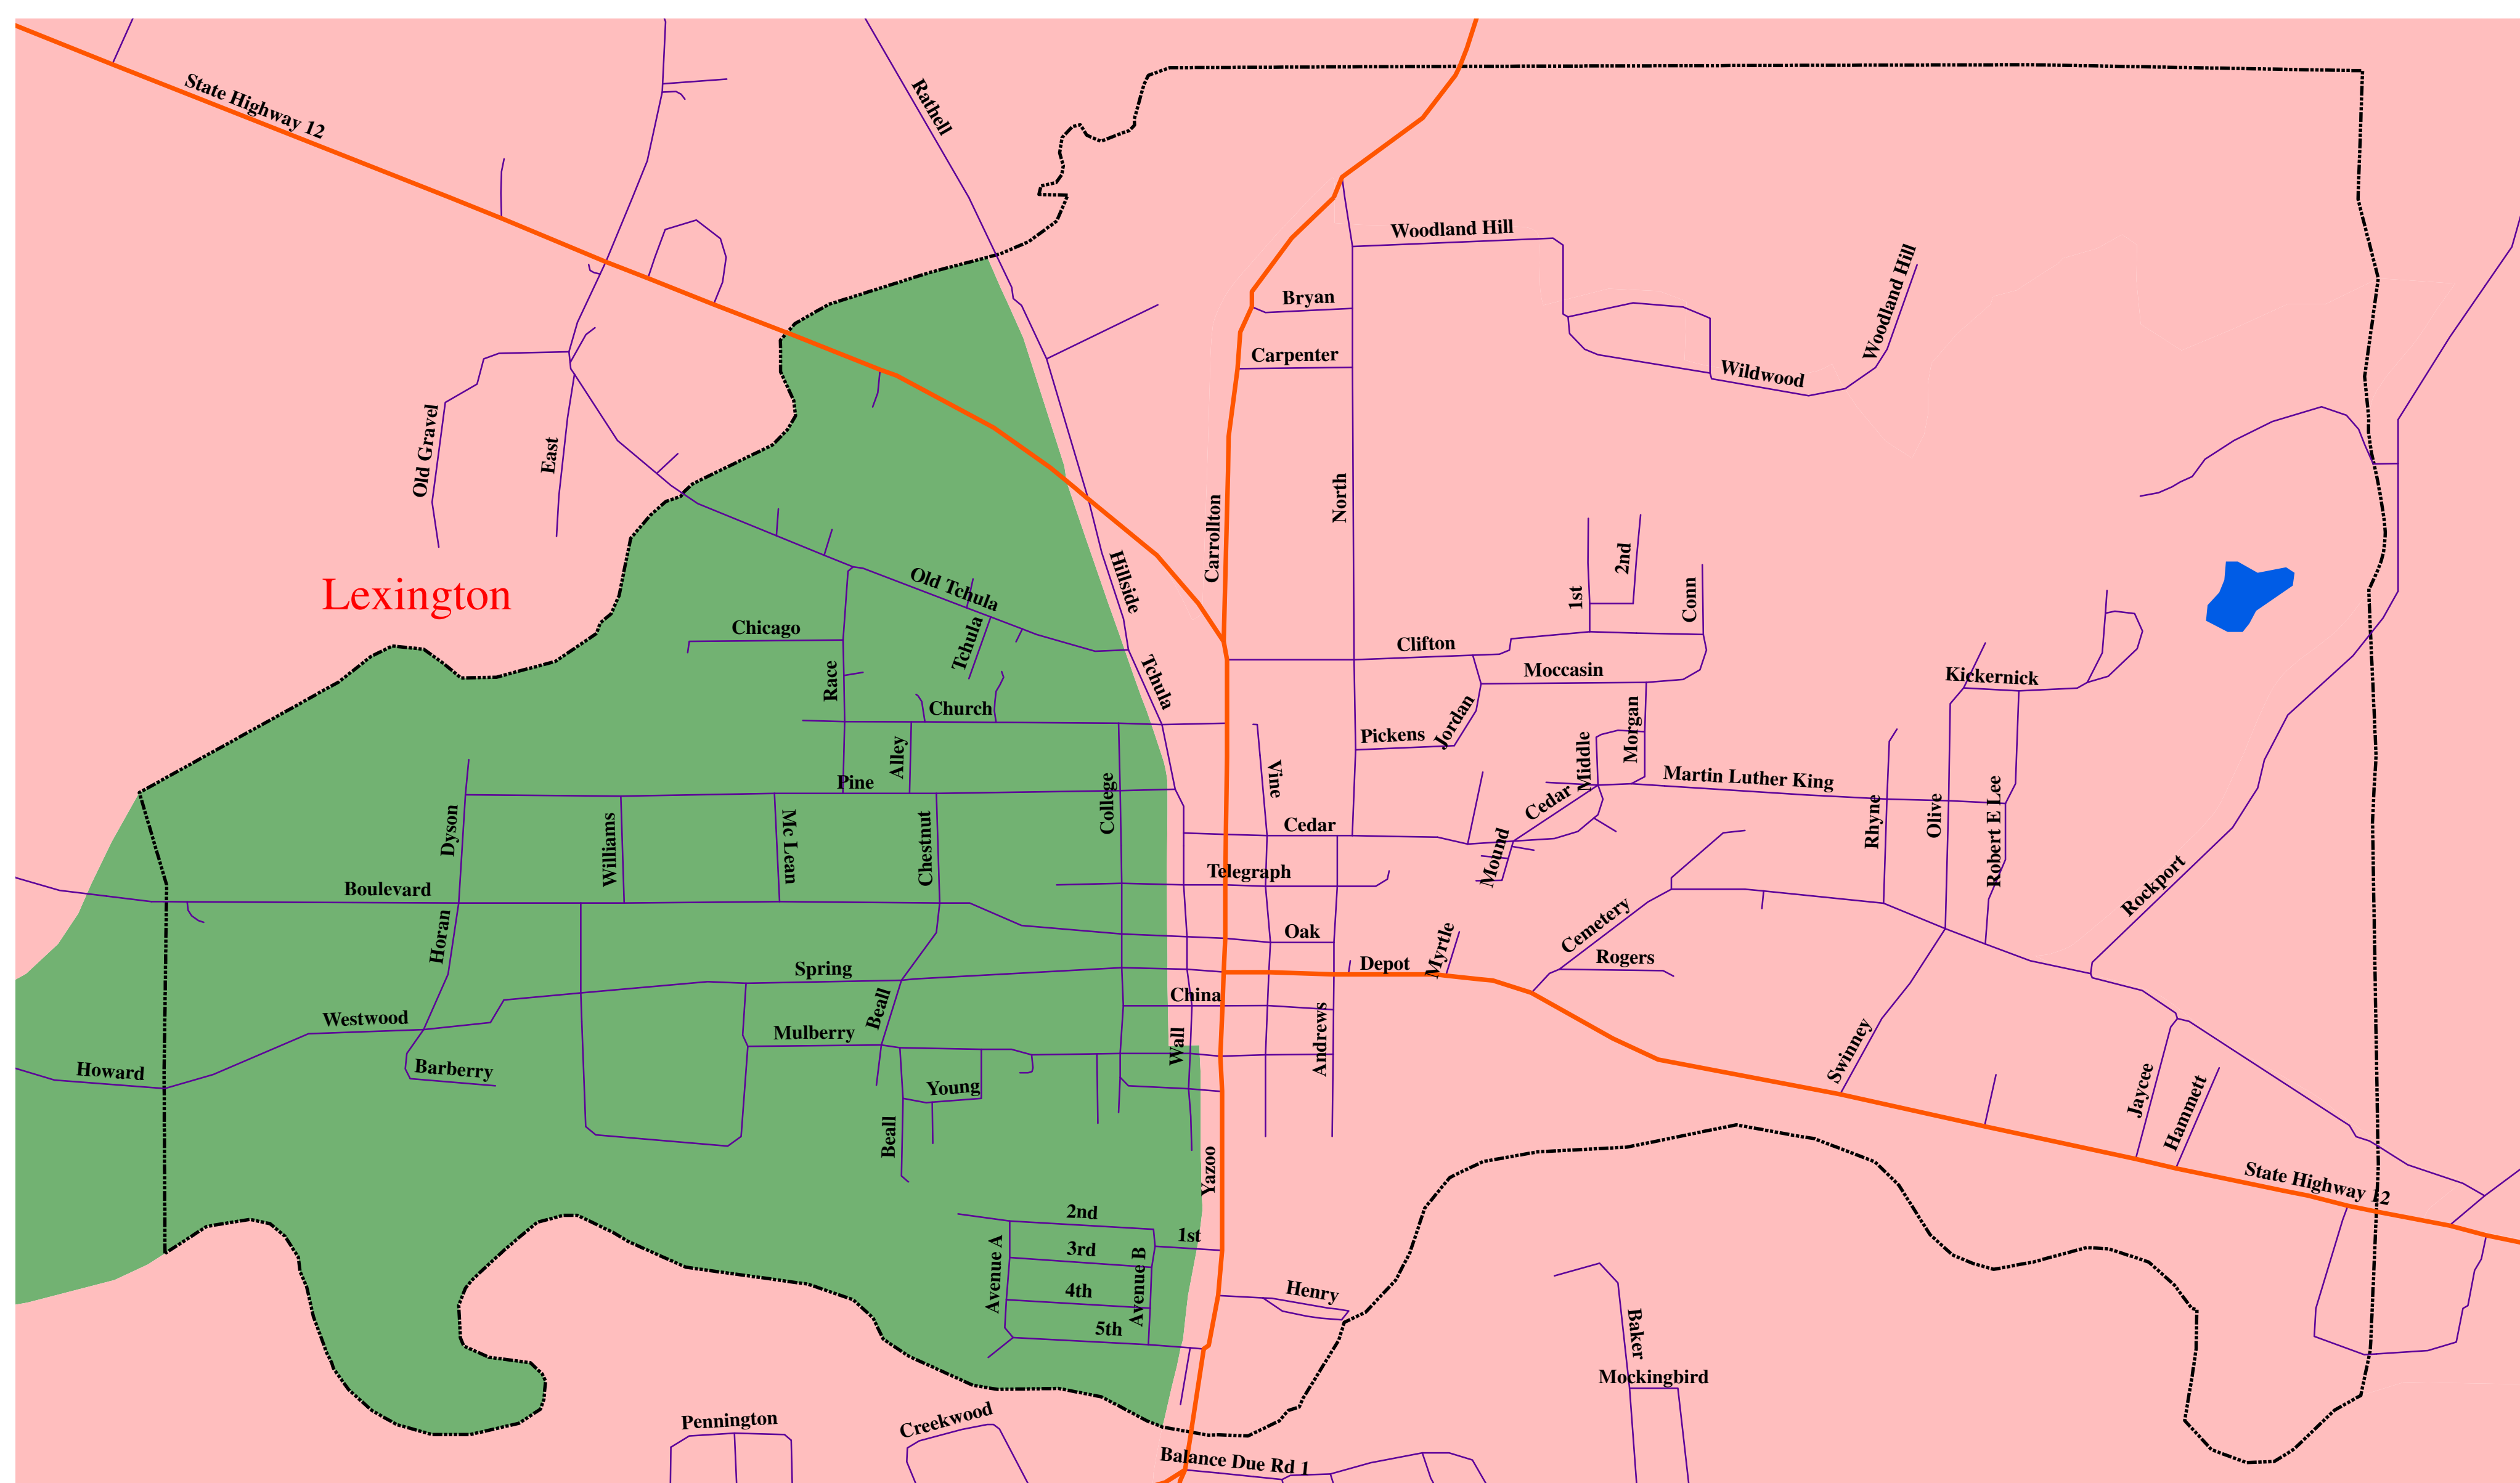 State Highway 12
Rathell
Woodland Hill
Woodland Hill
Bryan
Carpenter
Wildwood
Old Gravel
East
North
Carrollton
Lexington
Hillside
Old Tchula
Tchula
Tchula
Chicago
Race
1st
2nd
Conn
Clifton
Moccasin
Kickernick
Church
Alley
Pickens
Jordan
Morgan
Middle
Pine
College
Vine
Martin Luther King
Dyson
Williams
Mc Lean
Chestnut
Cedar
Cedar
Mound
Rhyne
Olive
Robert E Lee
Boulevard
Telegraph
Rockport
Horan
Oak
Myrtle
Cemetery
Spring
Depot
Rogers
Westwood
Beall
China
Mulberry
Wall
Andrews
Howard
Barberry
Young
Beall
Swinney
Jaycee
Hammett
Yazoo
State Highway 12
2nd
1st
3rd
Avenue A
Avenue B
4th
5th
Henry
Baker
Mockingbird
Pennington
Creekwood
Balance Due Rd 1